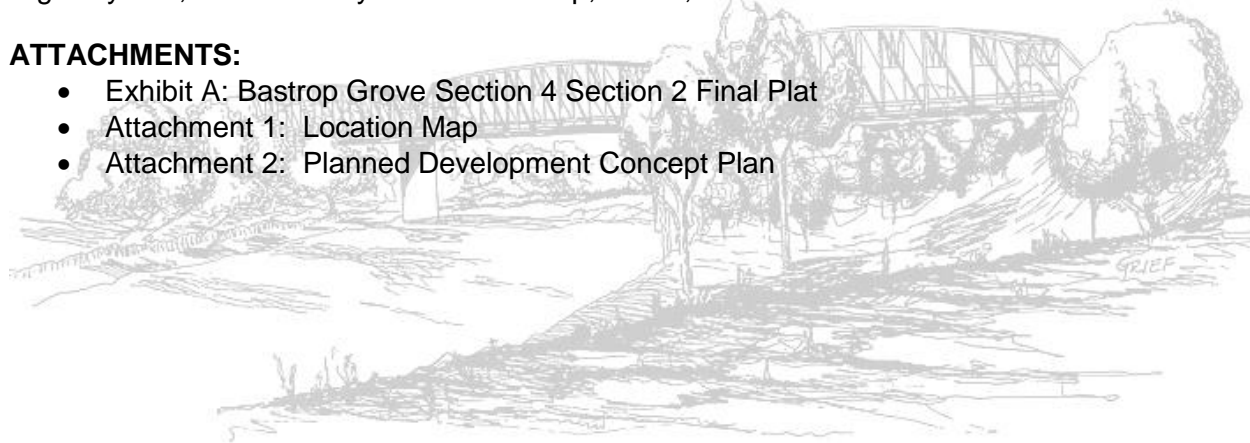 ATTACHMENTS:
• Exhibit A: Bastrop Grove Section 4 Section 2 Final Plat
• Attachment 1: Location Map
• Attachment 2: Planned Development Concept Plan
GRIEF